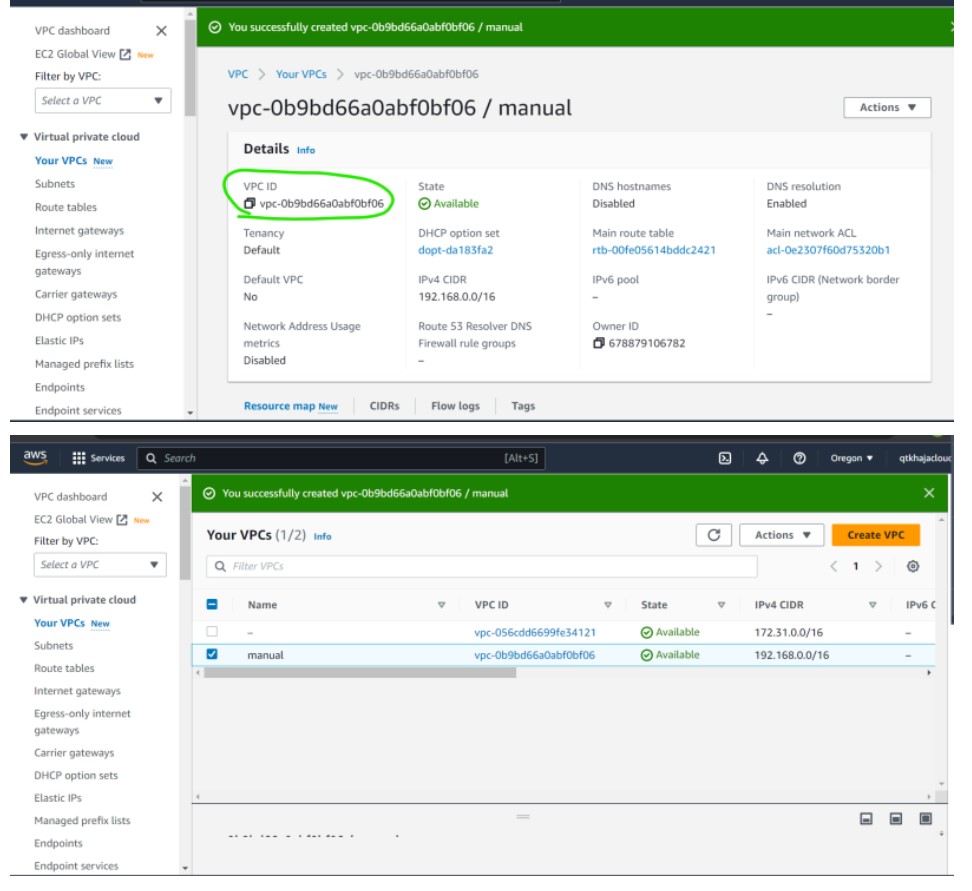 You successfully created vpc-0b9bd66a0abf0bf06 / manual
VPC dashboard
EC2 Global View New
Filter by VPC:
Select a VPC
Virtual private cloud
Your VPCs New
Subnets
Route tables
Internet gateways
Egress-only internet
gateways
Carrier gateways
DHCP option sets
Elastic IPs
Managed prefix lists
Endpoints
Endpoint services
VPC > Your VPCs > vpc-0b9bd66a0abf0bf06
vpc-0b9bd66a0abf0bf06 / manual
Actions
Details Info
VPC ID
vpc-0b9bd66a0abf0bf06
State
Available
DNS hostnames
Disabled
DNS resolution
Enabled
Tenancy
Default
DHCP option set
dopt-da183fa2
Main route table
rtb-00fe05614bddc2421
Main network ACL
acl-0e2307f60d75320b1
Default VPC
No
IPv4 CIDR
192.168.0.0/16
IPv6 pool
–
IPv6 CIDR (Network border
group)
–
Network Address Usage
metrics
Disabled
Route 53 Resolver DNS
Firewall rule groups
–
Owner ID
678879106782
Resource map New
CIDRs
Flow logs
Tags
aws Services Search [Alt+S] Oregon qtkhajacloud
VPC dashboard
EC2 Global View New
Filter by VPC:
Select a VPC
Virtual private cloud
Your VPCs New
Subnets
Route tables
Internet gateways
Egress-only internet
gateways
Carrier gateways
DHCP option sets
Elastic IPs
Managed prefix lists
Endpoints
Endpoint services
You successfully created vpc-0b9bd66a0abf0bf06 / manual
Your VPCs (1/2) Info
Actions
Create VPC
Filter VPCs
1
Name VPC ID State IPv4 CIDR IPv6 C
– vpc-056cdd6699fe34121 Available 172.31.0.0/16 –
manual vpc-0b9bd66a0abf0bf06 Available 192.168.0.0/16 –